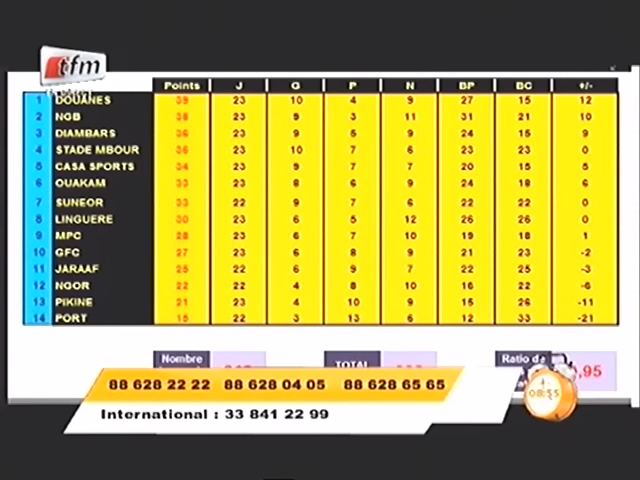 tfm
Points J G P N BP BC +/-
1 DOUANES 39 23 10 4 9 27 15 12
2 NGB 38 23 9 3 11 31 21 10
3 DIAMBARS 36 23 9 5 9 24 15 9
4 STADE MBOUR 36 23 10 7 6 23 23 0
5 CASA SPORTS 34 23 9 7 7 20 15 5
6 OUAKAM 33 23 8 6 9 24 18 6
7 SUNEOR 33 22 9 7 6 22 22 0
8 LINGUERE 30 23 6 5 12 26 26 0
9 MPC 28 23 6 7 10 19 18 1
10 GFC 27 23 6 8 9 21 23 -2
11 JARAAF 25 22 6 9 7 22 25 -3
12 NGOR 22 22 4 8 10 16 22 -6
13 PIKINE 21 23 4 10 9 15 26 -11
14 PORT 15 22 3 13 6 12 33 -21
Nombre TOTAL Ratio de
,95
88 628 22 22 88 628 04 05 88 628 65 65
08:55
International : 33 841 22 99